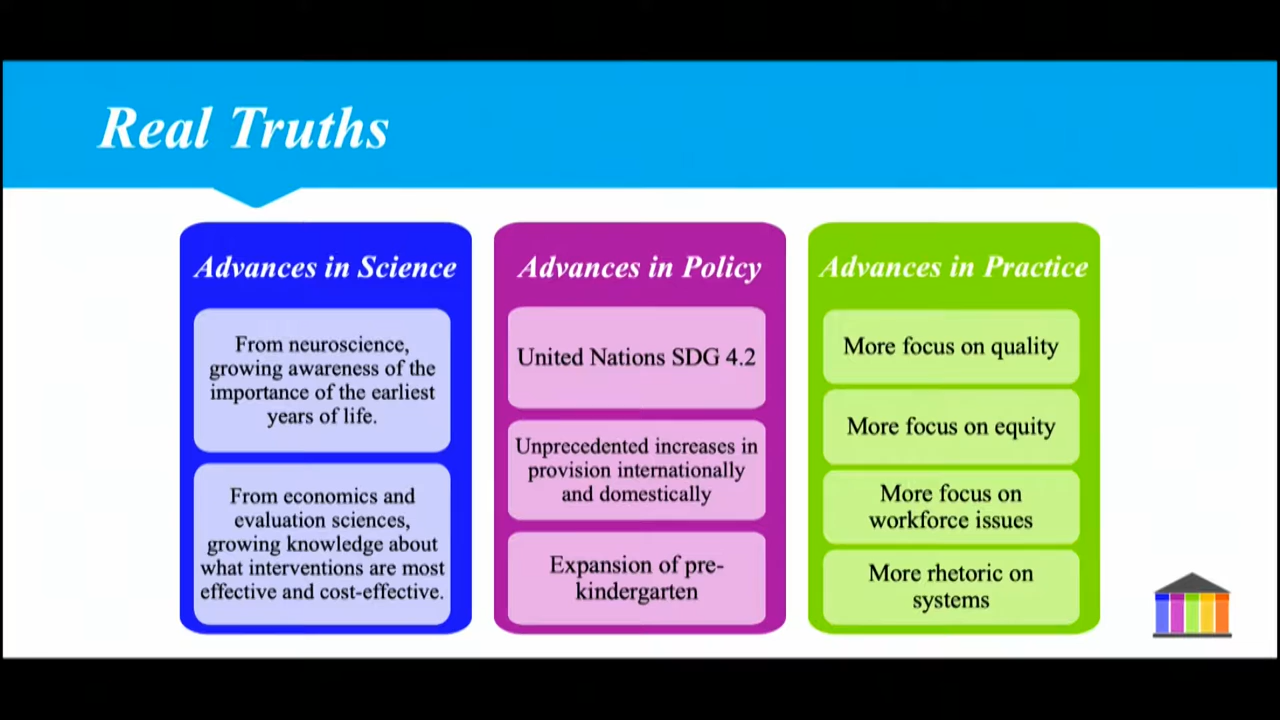 Real Truths
Advances in Science
From neuroscience,
growing awareness of the
importance of the earliest
years of life.
From economics and
evaluation sciences,
growing knowledge about
what interventions are most
effective and cost-effective.
Advances in Policy
United Nations SDG 4.2
Unprecedented increases in
provision internationally
and domestically
Expansion of pre-
kindergarten
Advances in Practice
More focus on quality
More focus on equity
More focus on
workforce issues
More rhetoric on
systems